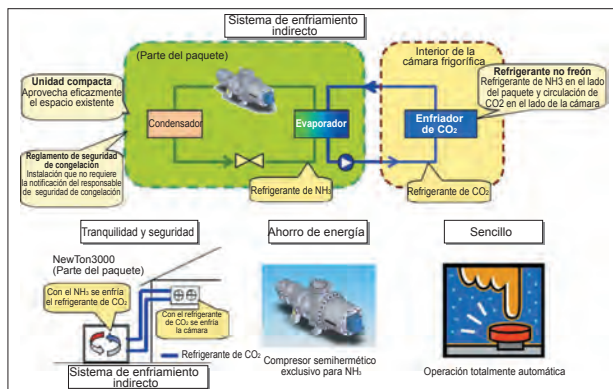 Sistema de enfriamiento
indirecto
(Parte del paquete)
Interior de la
cámara frigorífica
Unidad compacta
Aprovecha eficazmente
el espacio existente
Refrigerante no freón
Refrigerante de NH3 en el lado
del paquete y circulación de
CO2 en el lado de la cámara
Condensador
Evaporador
Enfriador
de CO₂
Reglamento de seguridad
de congelación
Instalación que no requiere
la notificación del responsable
de seguridad de congelación
Refrigerante de NH₃
Refrigerante de CO₂
Tranquilidad y seguridad
Ahorro de energía
Sencillo
NewTon3000
(Parte del paquete)
Con el NH₃ se enfría
el refrigerante de CO₂
Con el refrigerante
de CO₂ se enfría
la cámara
Refrigerante de CO₂
Sistema de enfriamiento
indirecto
Compresor semihermético
exclusivo para NH₃
Operación totalmente automática